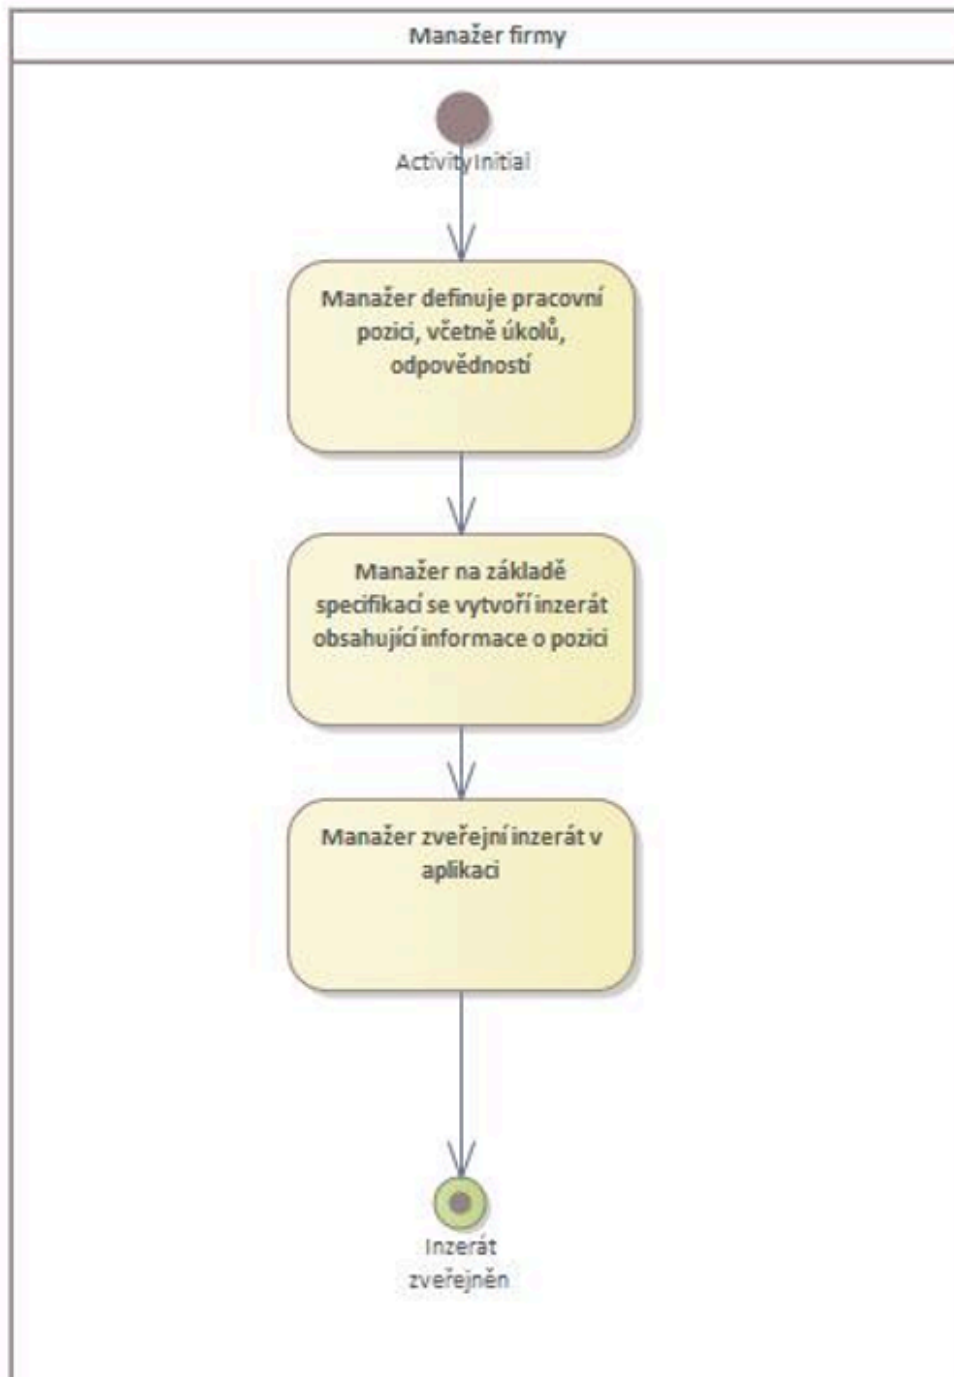 Manažer firmy
ActivityInitial
Manažer definuje pracovní
pozici, včetně úkolů,
odpovědností
Manažer na základě
specifikací se vytvoří inzerát
obsahující informace o pozici
Manažer zveřejní inzerát v
aplikaci
Inzerát
zveřejněn